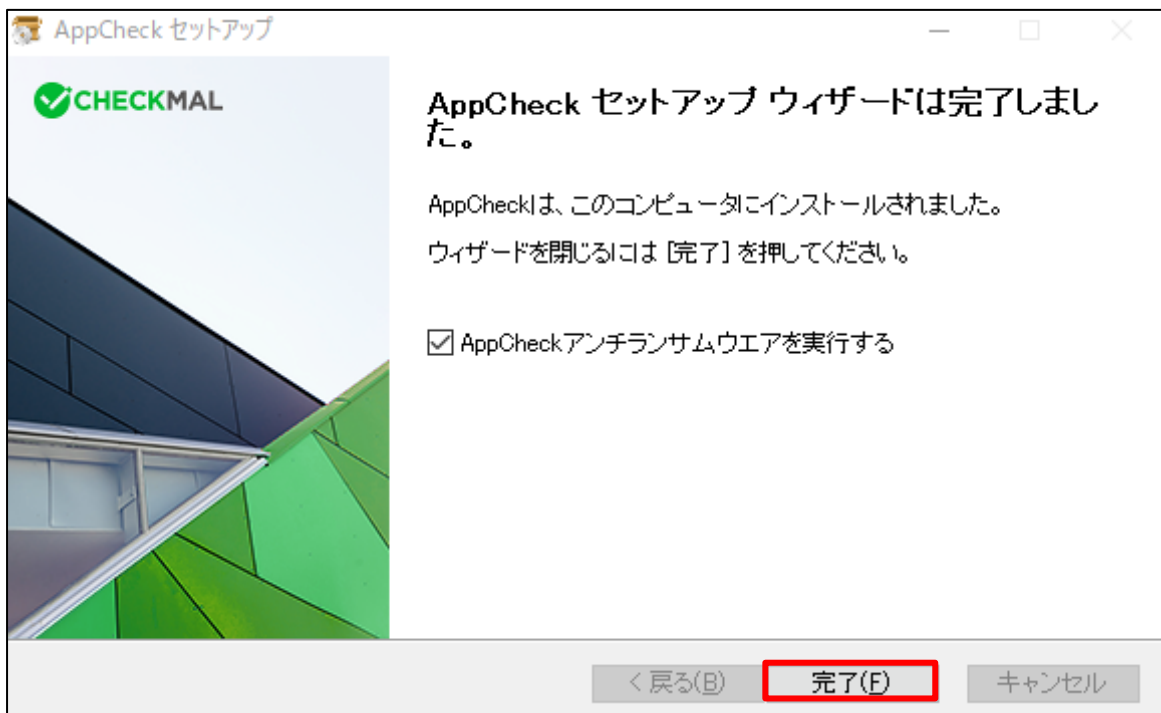 AppCheck セットアップ
CHECKMAL
AppCheck セットアップ ウィザードは完了しまし
た。
AppCheckは、このコンピュータにインストールされました。
ウィザードを閉じるには [完了] を押してください。
AppCheckアンチランサムウエアを実行する
< 戻る(B) 完了(F) キャンセル